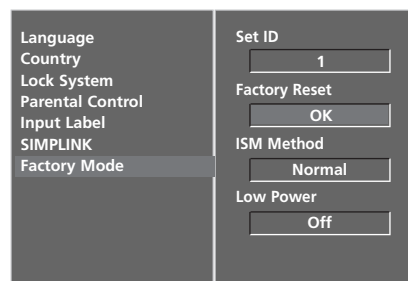 Language
Country
Lock System
Parental Control
Input Label
SIMPLINK
Factory Mode
Set ID
1
Factory Reset
OK
ISM Method
Normal
Low Power
Off